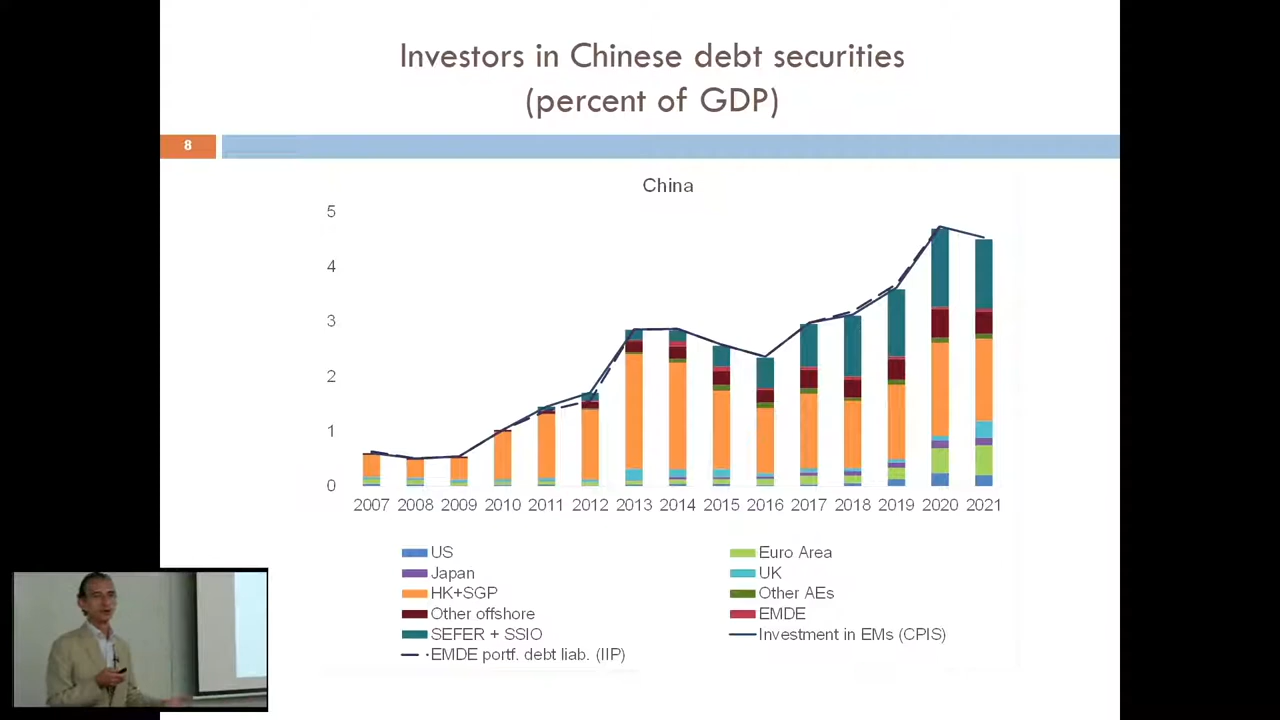 Investors in Chinese debt securities
(percent of GDP)
8
China
5
4
3
2
1
0
2007 2008 2009 2010 2011 2012 2013 2014 2015 2016 2017 2018 2019 2020 2021
US
Euro Area
Japan
UK
HK+SGP
Other AEs
Other offshore
EMDE
SEFER + SSIO
Investment in EMs (CPIS)
EMDE portf. debt liab. (IIP)